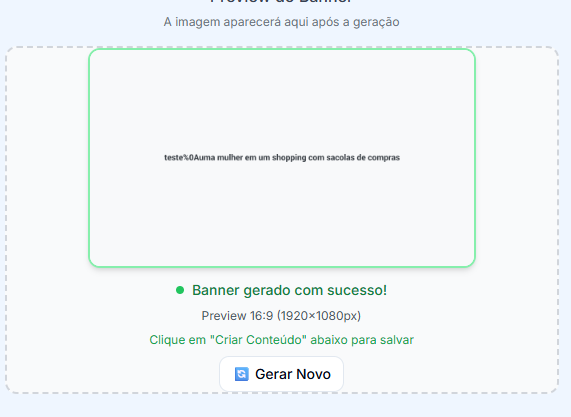 Preview do Banner
A imagem aparecerá aqui após a geração
teste%0Auma mulher em um shopping com sacolas de compras
Banner gerado com sucesso!
Preview 16:9 (1920×1080px)
Clique em "Criar Conteúdo" abaixo para salvar
Gerar Novo